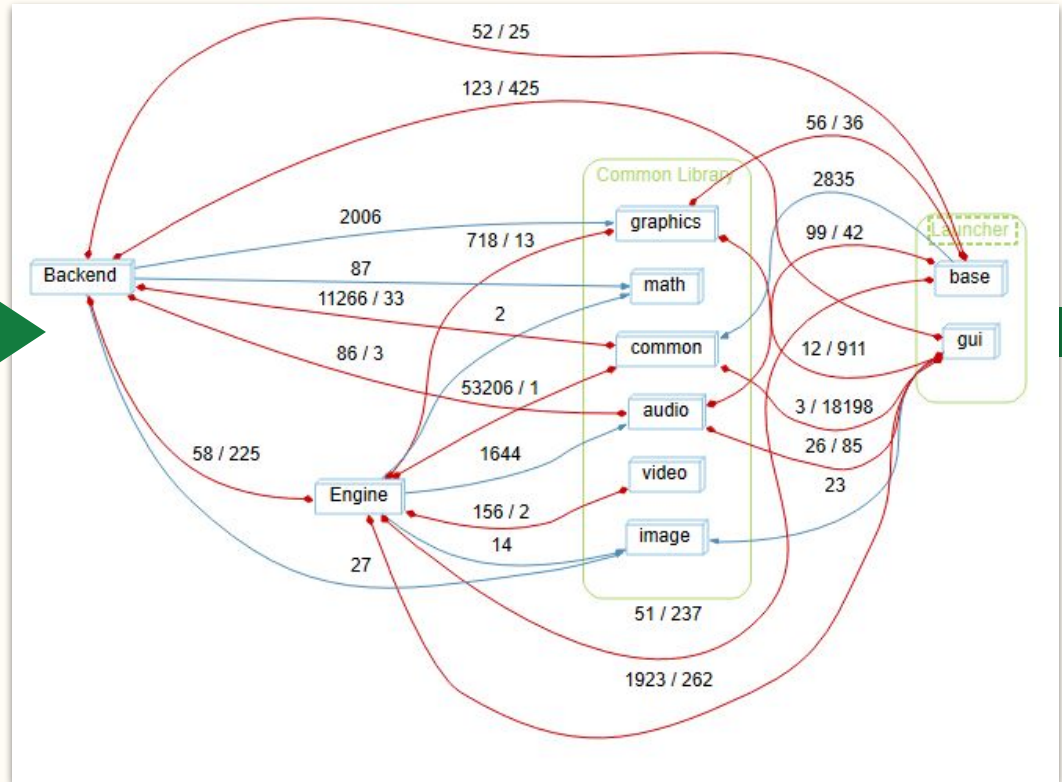 52 / 25
123 / 425
56 / 36
Common Library
2835
2006
graphics
718 / 13
99 / 42
Launcher
Backend
87
math
base
11266 / 33
2
common
gui
86 / 3
12 / 911
53206 / 1
audio
3 / 18198
58 / 225
1644
26 / 85
Engine
video
23
156 / 2
image
14
27
51 / 237
1923 / 262